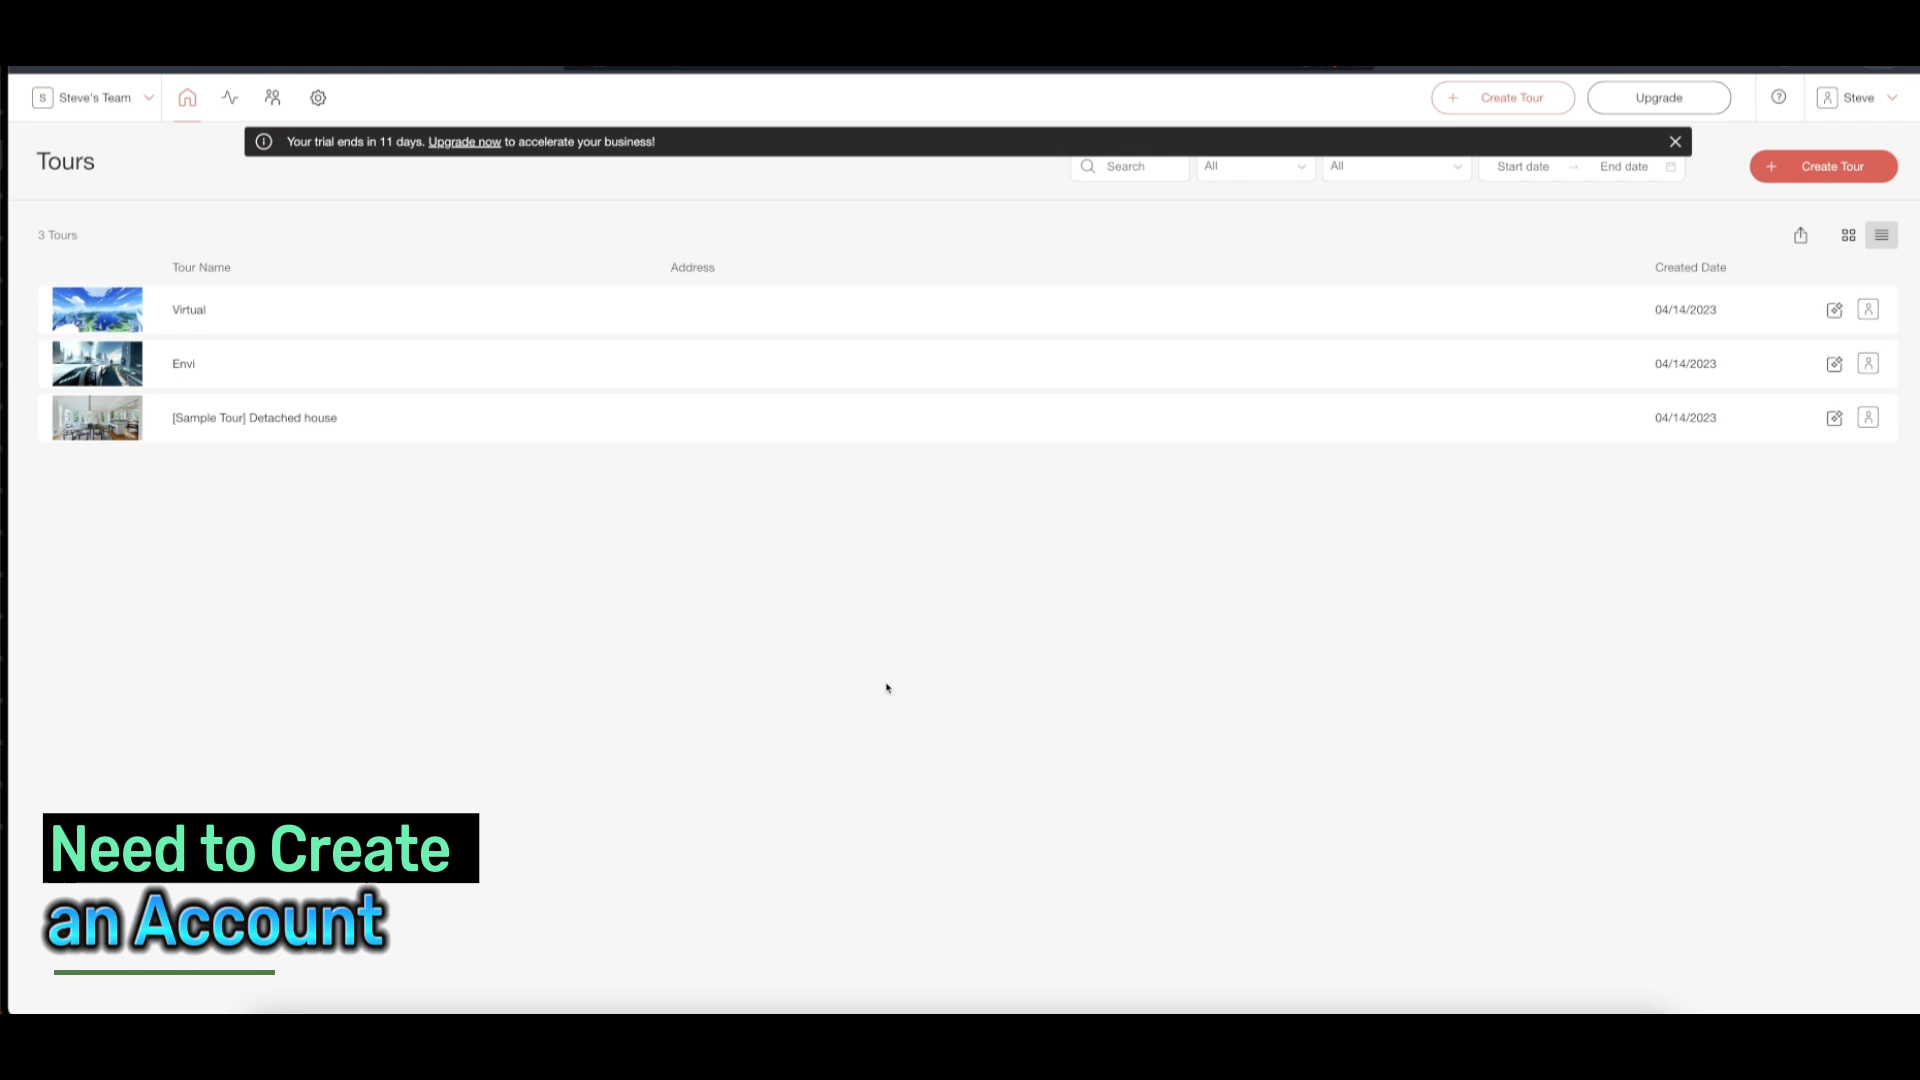 S Steve's Team
+ Create Tour Upgrade Steve
Your trial ends in 11 days. Upgrade now to accelerate your business!
Tours
Search All All Start date → End date + Create Tour
3 Tours
Tour Name Address Created Date
Virtual 04/14/2023
Envi 04/14/2023
[Sample Tour] Detached house 04/14/2023
Need to Create
an Account